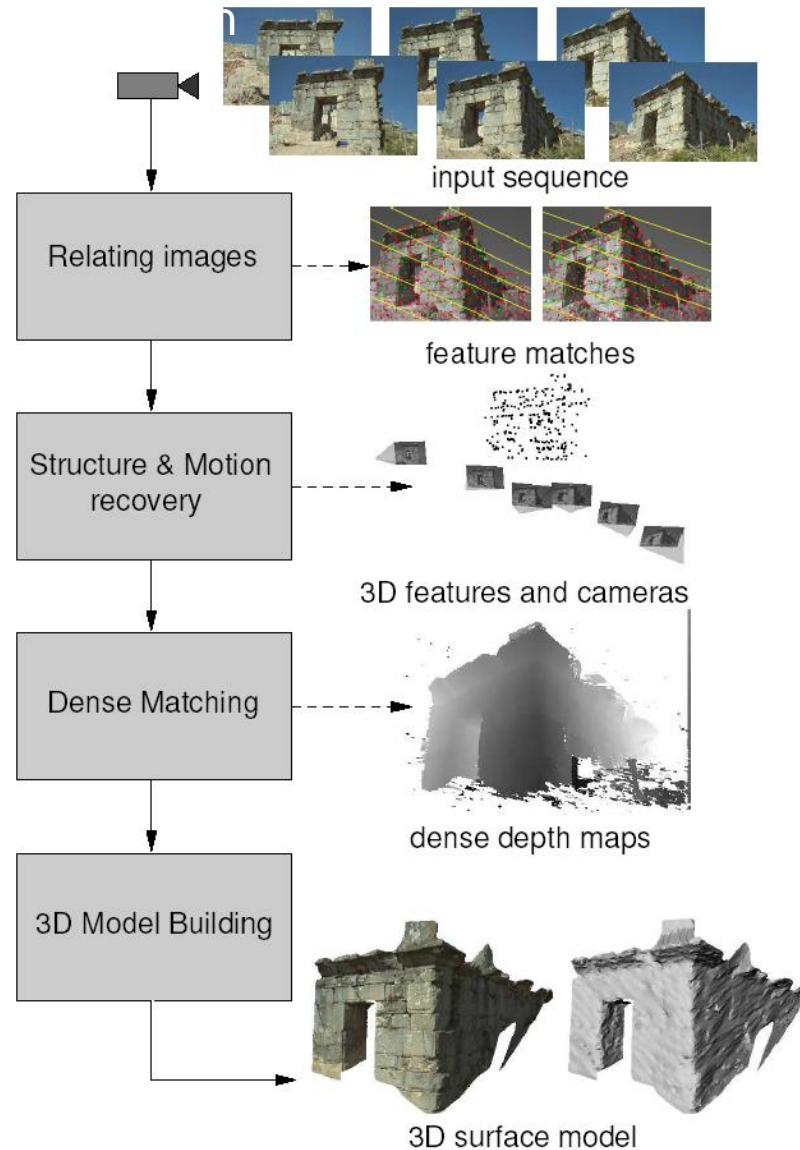 n
input sequence
Relating images
feature matches
Structure & Motion
recovery
3D features and cameras
Dense Matching
dense depth maps
3D Model Building
3D surface model